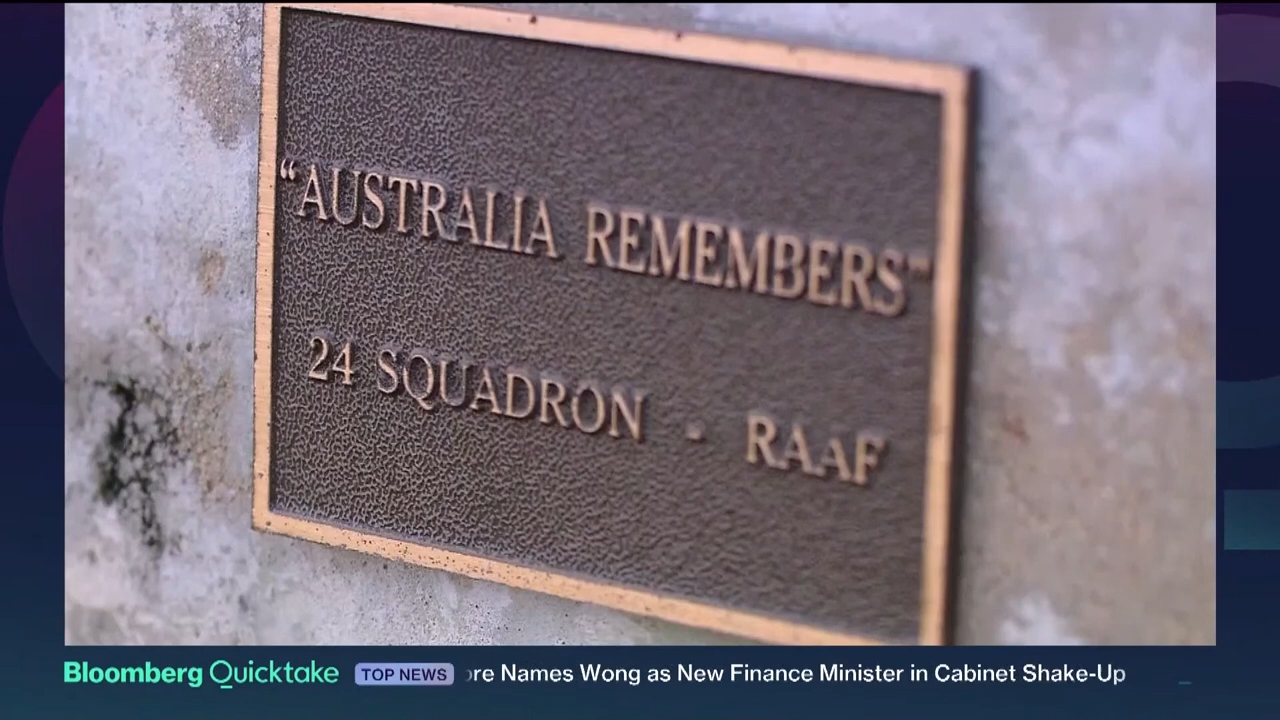 “AUSTRALIA REMEMBERS”
24 SQUADRON - RAAF
Bloomberg Quicktake TOP NEWS Names Wong as New Finance Minister in Cabinet Shake-Up